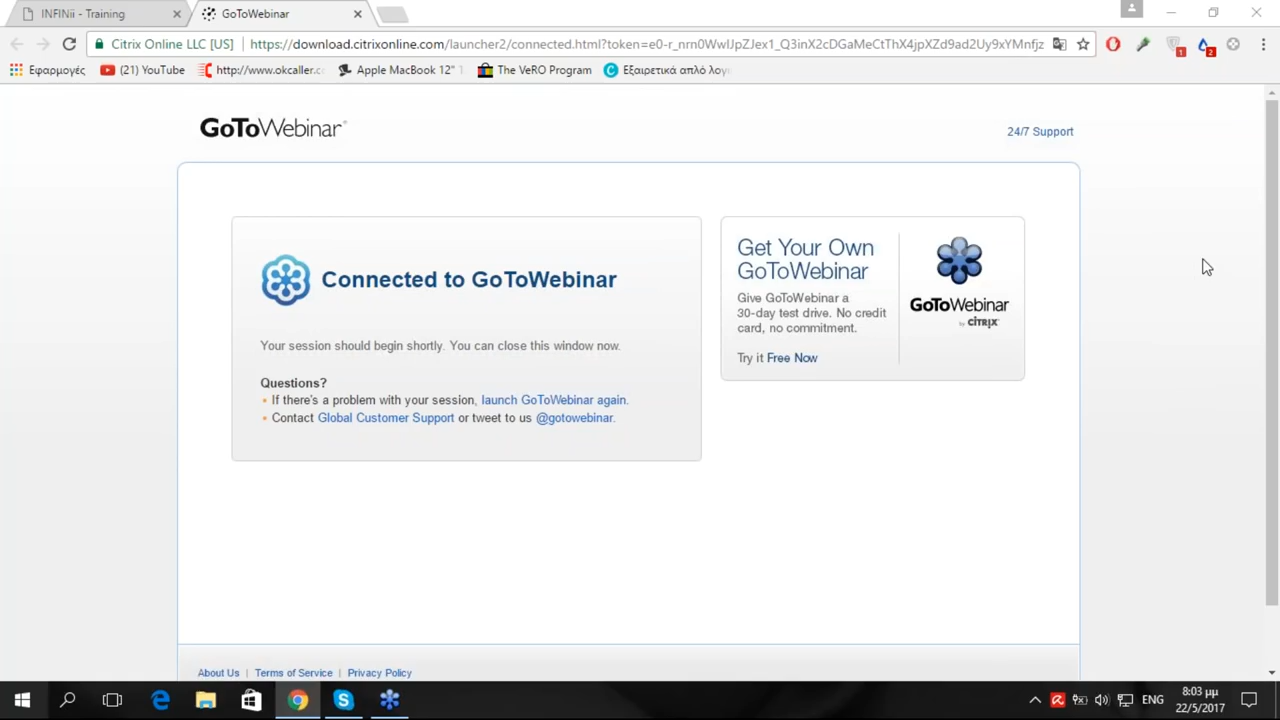 INFINii - Training
GoToWebinar
Citrix Online LLC [US]
https://download.citrixonline.com/launcher2/connected.html?token=e0-r_nrn0WwIJpZJex1_Q3inX2cDGaMeCtThX4jpXZd9ad2Uy9xYMnfjz
1
2
Εφαρμογές
(21) YouTube
http://www.okcaller.c
Apple MacBook 12"
The VeRO Program
Εξαιρετικά απλό λογ
GoToWebinar
24/7 Support
Connected to GoToWebinar
Your session should begin shortly. You can close this window now.
Questions?
If there's a problem with your session, launch GoToWebinar again.
Contact Global Customer Support or tweet to us @gotowebinar.
Get Your Own
GoToWebinar
Give GoToWebinar a
30-day test drive. No credit
card, no commitment.
Try it Free Now
GoToWebinar
by CITRIX
About Us | Terms of Service | Privacy Policy
ENG
8:03 μμ
22/5/2017